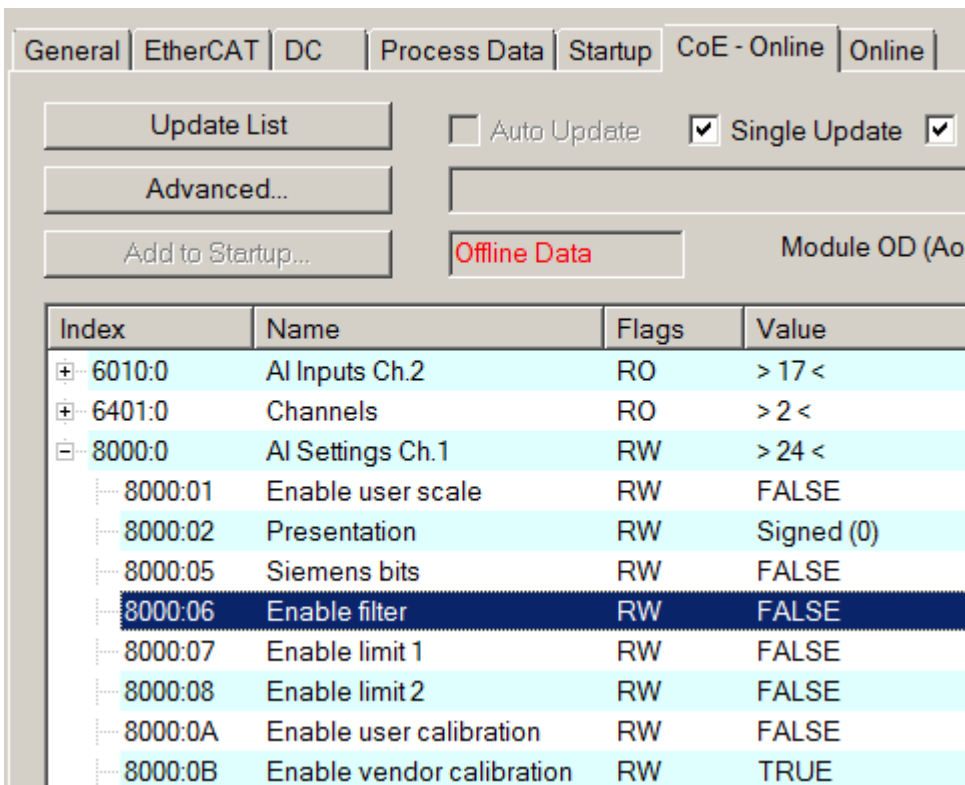 General EtherCAT DC Process Data Startup CoE - Online Online
Update List Auto Update Single Update
Advanced...
Add to Startup... Offline Data Module OD (Ao
Index Name Flags Value
6010:0 AI Inputs Ch.2 RO > 17 <
6401:0 Channels RO > 2 <
8000:0 AI Settings Ch.1 RW > 24 <
8000:01 Enable user scale RW FALSE
8000:02 Presentation RW Signed (0)
8000:05 Siemens bits RW FALSE
8000:06 Enable filter RW FALSE
8000:07 Enable limit 1 RW FALSE
8000:08 Enable limit 2 RW FALSE
8000:0A Enable user calibration RW FALSE
8000:0B Enable vendor calibration RW TRUE